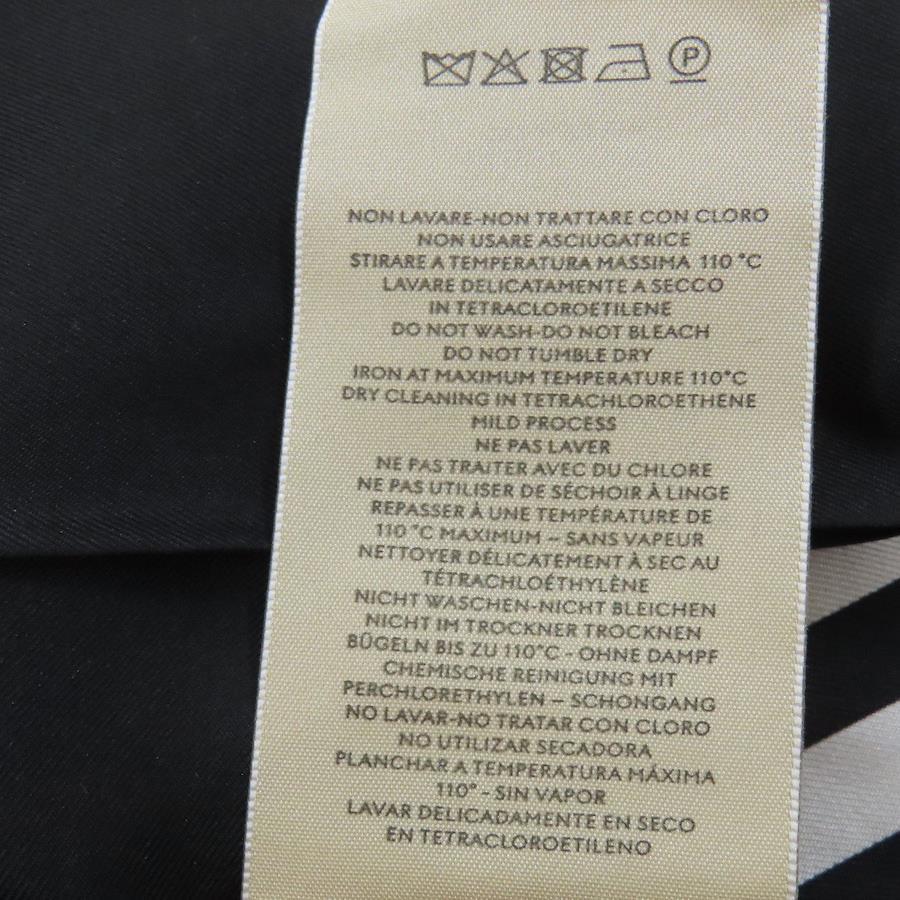 P
NON LAVARE-NON TRATTARE CON CLORO
NON USARE ASCIUGATRICE
STIRARE A TEMPERATURA MASSIMA 110 °C
LAVARE DELICATAMENTE A SECCO
IN TETRACLOROETILENE
DO NOT WASH-DO NOT BLEACH
DO NOT TUMBLE DRY
IRON AT MAXIMUM TEMPERATURE 110°C
DRY CLEANING IN TETRACHLOROETHENE
MILD PROCESS
NE PAS LAVER
NE PAS TRAITER AVEC DU CHLORE
NE PAS UTILISER DE SÉCHOIR À LINGE
REPASSER À UNE TEMPÉRATURE DE
110 °C MAXIMUM – SANS VAPEUR
NETTOYER DÉLICATEMENT À SEC AU
TÉTRACHLOÉTHYLÈNE
NICHT WASCHEN-NICHT BLEICHEN
NICHT IM TROCKNER TROCKNEN
BÜGELN BIS ZU 110°C - OHNE DAMPF
CHEMISCHE REINIGUNG MIT
PERCHLORETHYLEN – SCHONGANG
NO LAVAR-NO TRATAR CON CLORO
NO UTILIZAR SECADORA
PLANCHAR A TEMPERATURA MÁXIMA
110° - SIN VAPOR
LAVAR DELICADAMENTE EN SECO
EN TETRACLOROETILENO